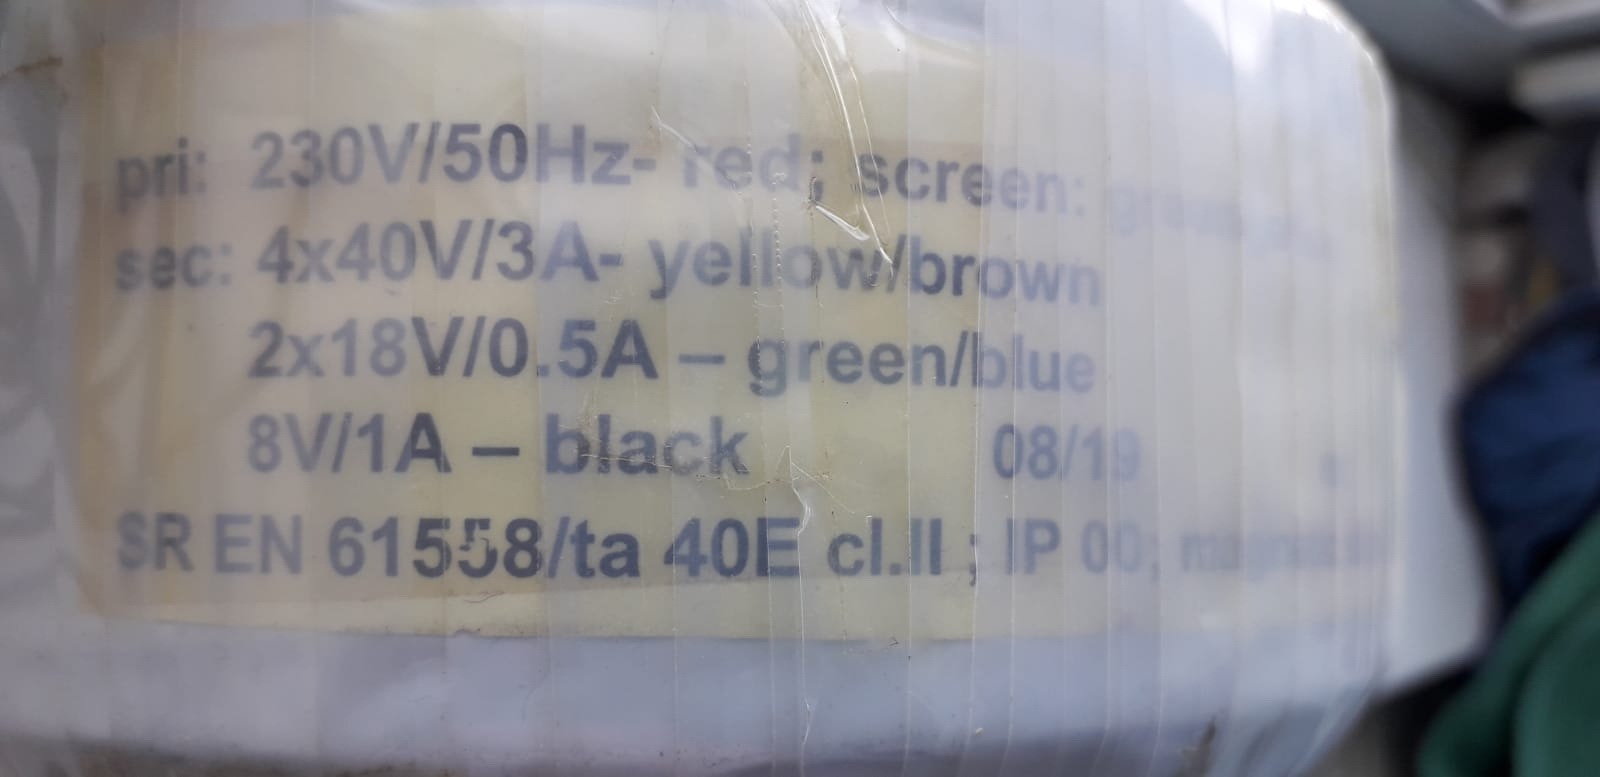 pri: 230V/50Hz- red; screen:
sec: 4x40V/3A- yellow/brown
2x18V/0.5A – green/blue
8V/1A – black 08/19
SR EN 61558/ta 40E cl.II ; IP 00;